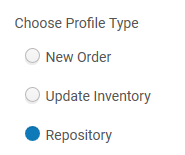 Choose Profile Type
New Order
Update Inventory
Repository